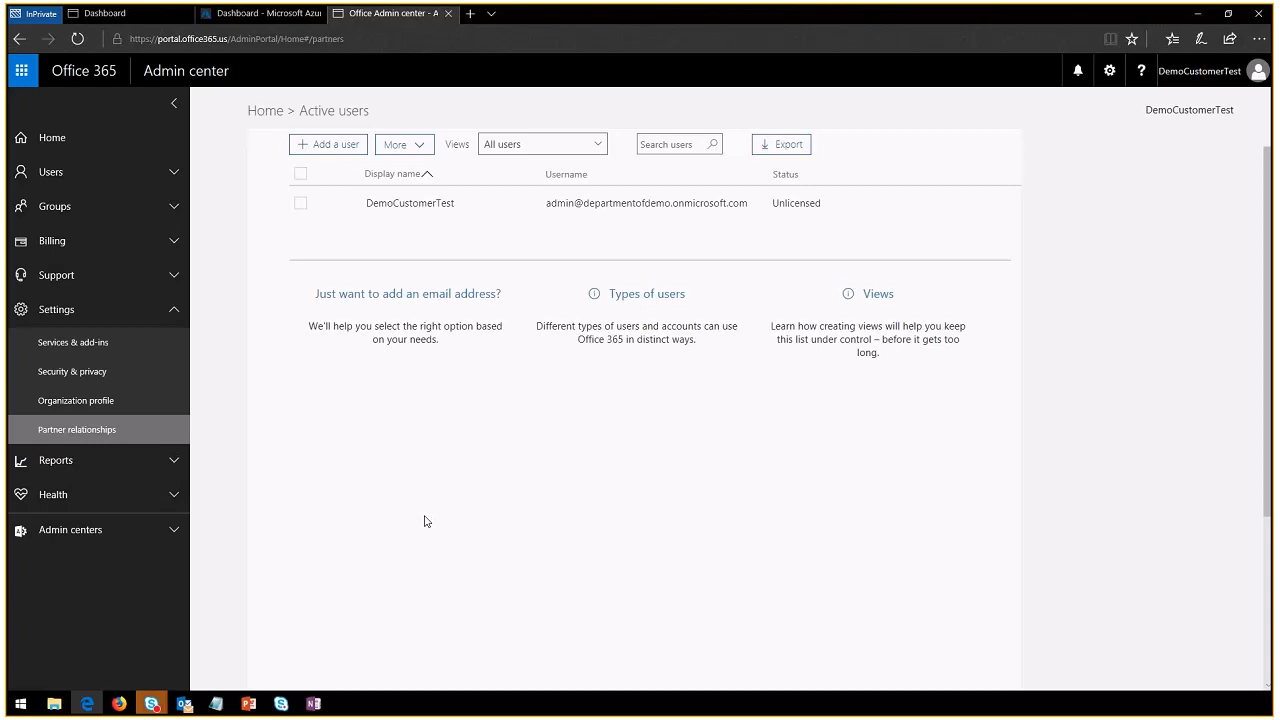 InPrivate
Dashboard
Dashboard - Microsoft Azur
Office Admin center - A
https://portal.office365.us/AdminPortal/Home#/partners
Office 365
Admin center
DemoCustomerTest
Home
Users
Groups
Billing
Support
Settings
Services & add-ins
Security & privacy
Organization profile
Partner relationships
Reports
Health
Admin centers
Home > Active users
DemoCustomerTest
+ Add a user
More
Views
All users
Search users
Export
Display name
Username
Status
DemoCustomerTest
admin@departmentofdemo.onmicrosoft.com
Unlicensed
Just want to add an email address?
We'll help you select the right option based
on your needs.
Types of users
Different types of users and accounts can use
Office 365 in distinct ways.
Views
Learn how creating views will help you keep
this list under control – before it gets too
long.